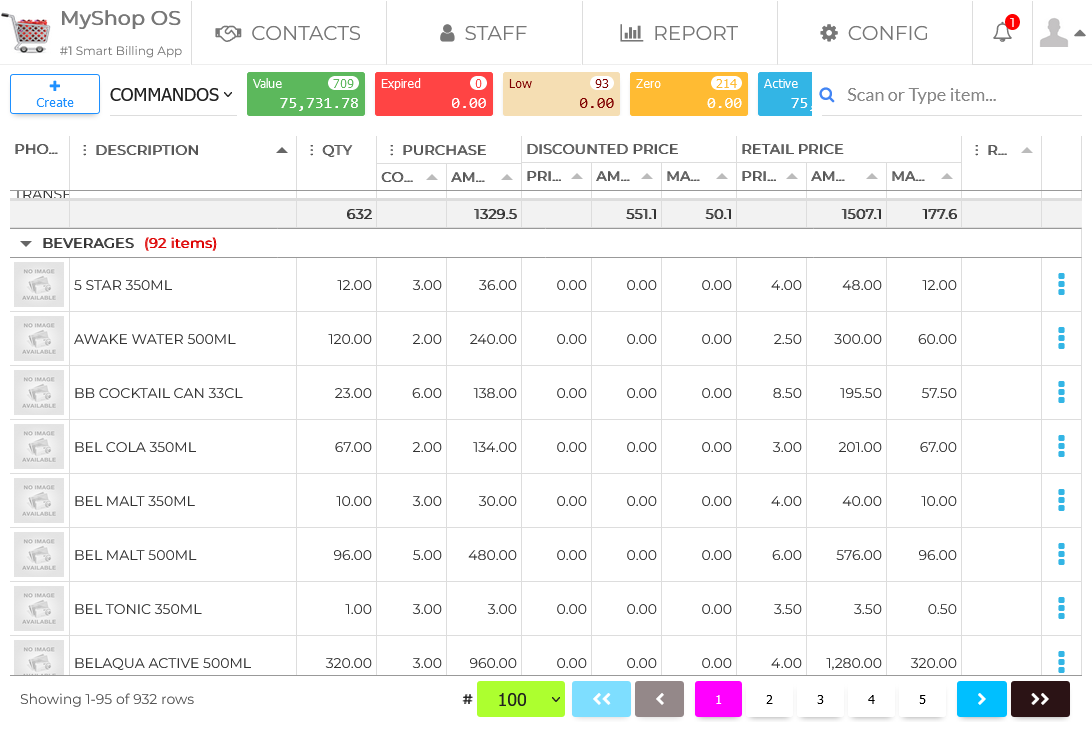 MyShop OS
#1 Smart Billing App
CONTACTS
STAFF
REPORT
CONFIG
1
+
Create
COMMANDOS
Value 709
75,731.78
Expired 0
0.00
Low 93
0.00
Zero 214
0.00
Active
75,
Scan or Type item...
PHO... DESCRIPTION QTY PURCHASE DISCOUNTED PRICE RETAIL PRICE R...
CO... AM... PRI... AM... MA... PRI... AM... MA...
632 1329.5 551.1 50.1 1507.1 177.6
BEVERAGES (92 items)
NO IMAGE AVAILABLE 5 STAR 350ML 12.00 3.00 36.00 0.00 0.00 0.00 4.00 48.00 12.00
NO IMAGE AVAILABLE AWAKE WATER 500ML 120.00 2.00 240.00 0.00 0.00 0.00 2.50 300.00 60.00
NO IMAGE AVAILABLE BB COCKTAIL CAN 33CL 23.00 6.00 138.00 0.00 0.00 0.00 8.50 195.50 57.50
NO IMAGE AVAILABLE BEL COLA 350ML 67.00 2.00 134.00 0.00 0.00 0.00 3.00 201.00 67.00
NO IMAGE AVAILABLE BEL MALT 350ML 10.00 3.00 30.00 0.00 0.00 0.00 4.00 40.00 10.00
NO IMAGE AVAILABLE BEL MALT 500ML 96.00 5.00 480.00 0.00 0.00 0.00 6.00 576.00 96.00
NO IMAGE AVAILABLE BEL TONIC 350ML 1.00 3.00 3.00 0.00 0.00 0.00 3.50 3.50 0.50
NO IMAGE BELAQUA ACTIVE 500ML 320.00 3.00 960.00 0.00 0.00 0.00 4.00 1,280.00 320.00
Showing 1-95 of 932 rows
# 100
1 2 3 4 5